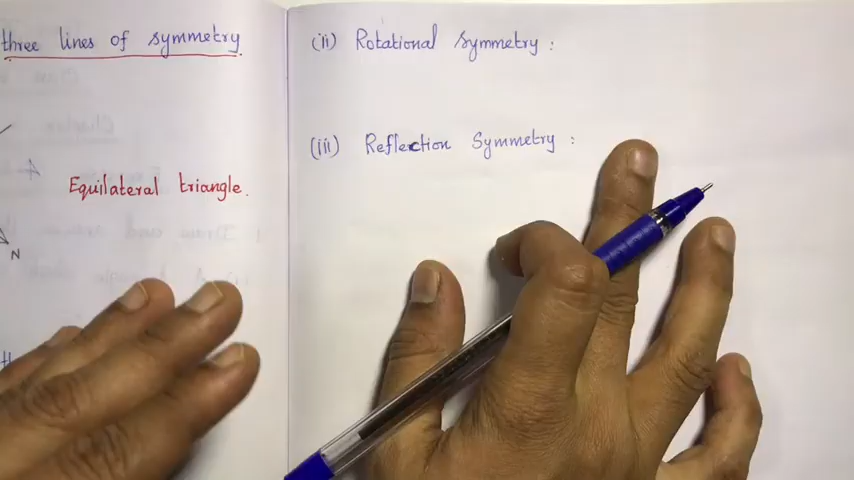 three lines of symmetry
Equilateral triangle.
N
(ii) Rotational Symmetry :
(iii) Reflection Symmetry :